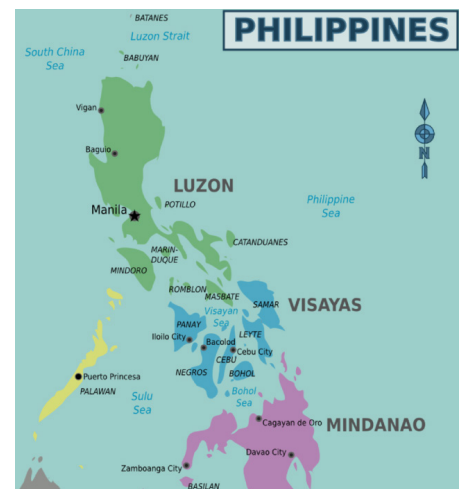 BATANES
PHILIPPINES
Luzon Strait
South China
Sea
BABUYAN
Vigan
Baguio
N
LUZON
Manila
POTILLO
Philippine
Sea
CATANDUANES
MARIN-
DUQUE
MINDORO
ROMBLON
MASBATE
SAMAR
VISAYAS
Visayan
Sea
PANAY
Iloilo City
Bacolod
LEYTE
Cebu City
CEBU
NEGROS
BOHOL
Puerto Princesa
PALAWAN
Sulu
Sea
Bohol
Sea
Cagayan de Oro
MINDANAO
Davao City
Zamboanga City
BASILAN